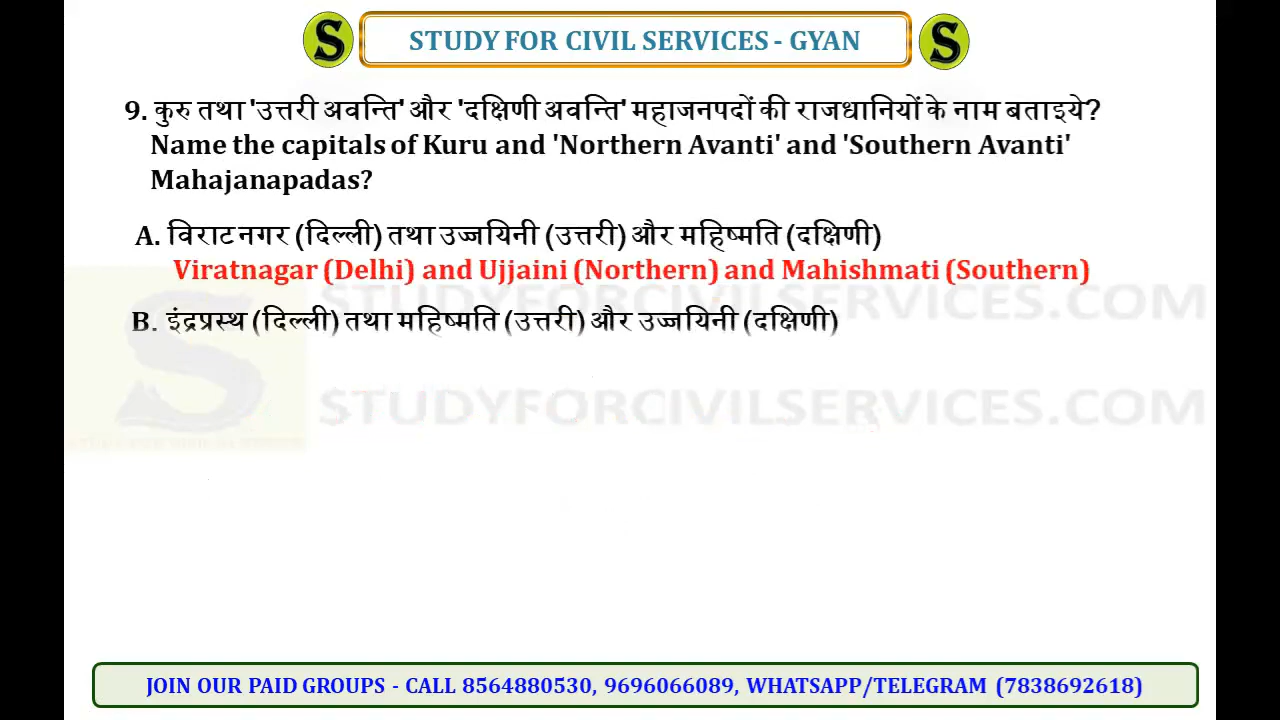 S STUDY FOR CIVIL SERVICES - GYAN S
9. कुरु तथा 'उत्तरी अवन्ति' और 'दक्षिणी अवन्ति' महाजनपदों की राजधानियों के नाम बताइये?
Name the capitals of Kuru and 'Northern Avanti' and 'Southern Avanti'
Mahajanapadas?
A. विराटनगर (दिल्ली) तथा उज्जयिनी (उत्तरी) और महिष्मति (दक्षिणी)
Viratnagar (Delhi) and Ujjaini (Northern) and Mahishmati (Southern)
STUDYFORCIVILSERVICES.COM
B. इंद्रप्रस्थ (दिल्ली) तथा महिष्मति (उत्तरी) और उज्जयिनी (दक्षिणी)
S STUDYFORCIVILSERVICES.COM
JOIN OUR PAID GROUPS - CALL 8564880530, 9696066089, WHATSAPP/TELEGRAM (7838692618)